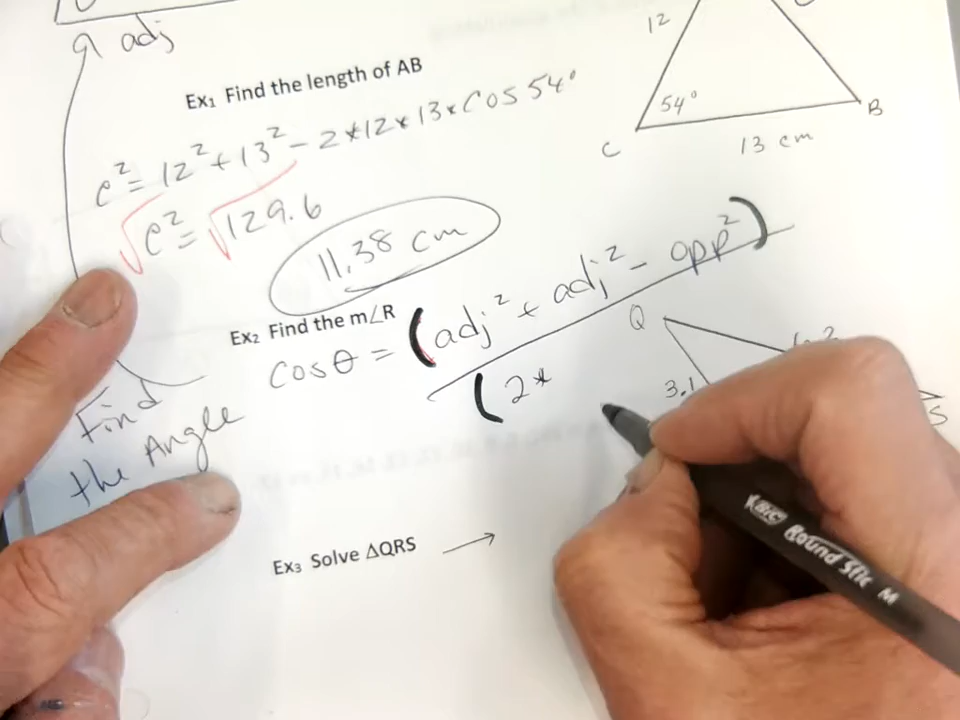 9 adj
Ex1 Find the length of AB
c² = 12² + 13² - 2*12*13*Cos 54°
√c² = √129.6
11.38 cm
12
54°
C
B
13 cm
Ex2 Find the m∠R
Find
the Angle
cosθ = (adj² + adj² - opp²)
(2*
Q
3.1
S
Ex3 Solve ΔQRS →
BIC Round Stic M